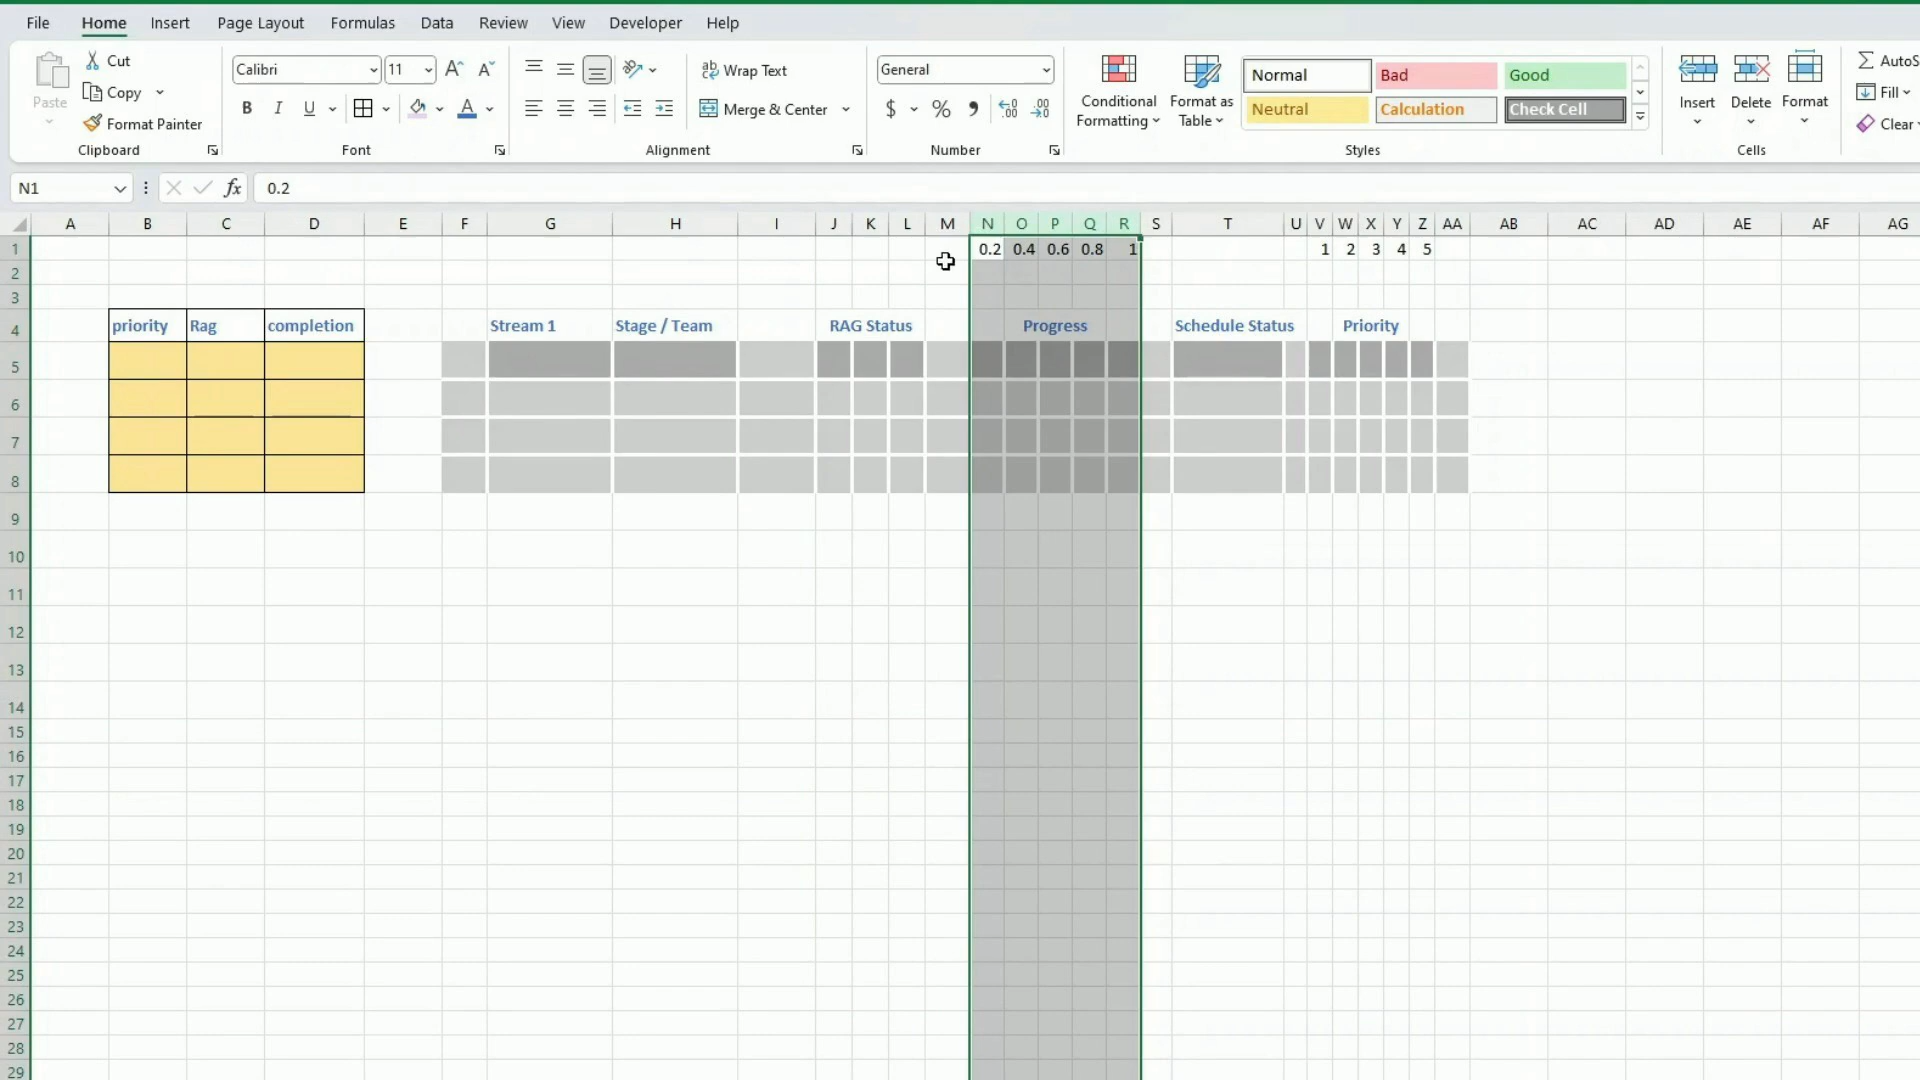 File Home Insert Page Layout Formulas Data Review View Developer Help
Paste
Cut
Copy
Format Painter
Clipboard
Calibri 11 A^ Aˇ
B I U A
Font
ab Wrap Text
Merge & Center
Alignment
General
$ % ,
Number
Conditional Formatting
Format as Table
Normal Bad Good
Neutral Calculation Check Cell
Styles
Insert Delete Format
Cells
AutoS
Fill
Clear
N1 fx 0.2
A B C D E F G H I J K L M N O P Q R S T U V W X Y Z AA AB AC AD AE AF AG
1 0.2 0.4 0.6 0.8 1 1 2 3 4 5
2
3
4 priority Rag completion Stream 1 Stage / Team RAG Status Progress Schedule Status Priority
5
6
7
8
9
10
11
12
13
14
15
16
17
18
19
20
21
22
23
24
25
26
27
28
29